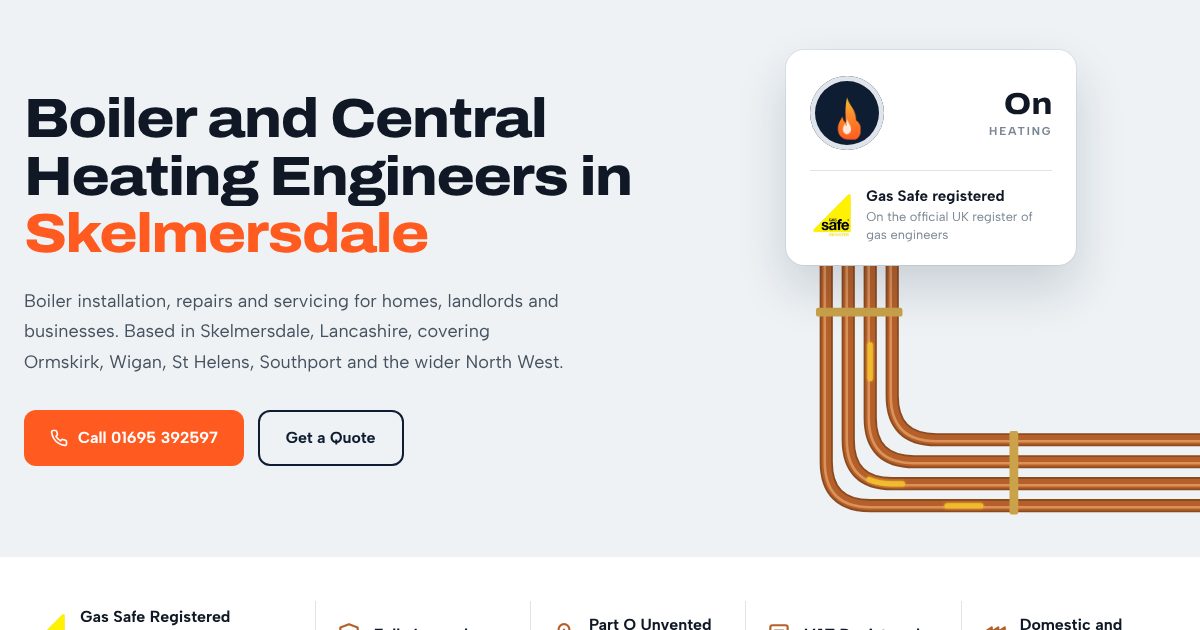 Boiler and Central
Heating Engineers in
Skelmersdale
Boiler installation, repairs and servicing for homes, landlords and
businesses. Based in Skelmersdale, Lancashire, covering
Ormskirk, Wigan, St Helens, Southport and the wider North West.
Call 01695 392597
Get a Quote
On
HEATING
safe
Gas Safe registered
On the official UK register of
gas engineers
Gas Safe Registered
Part O Unvented
Domestic and